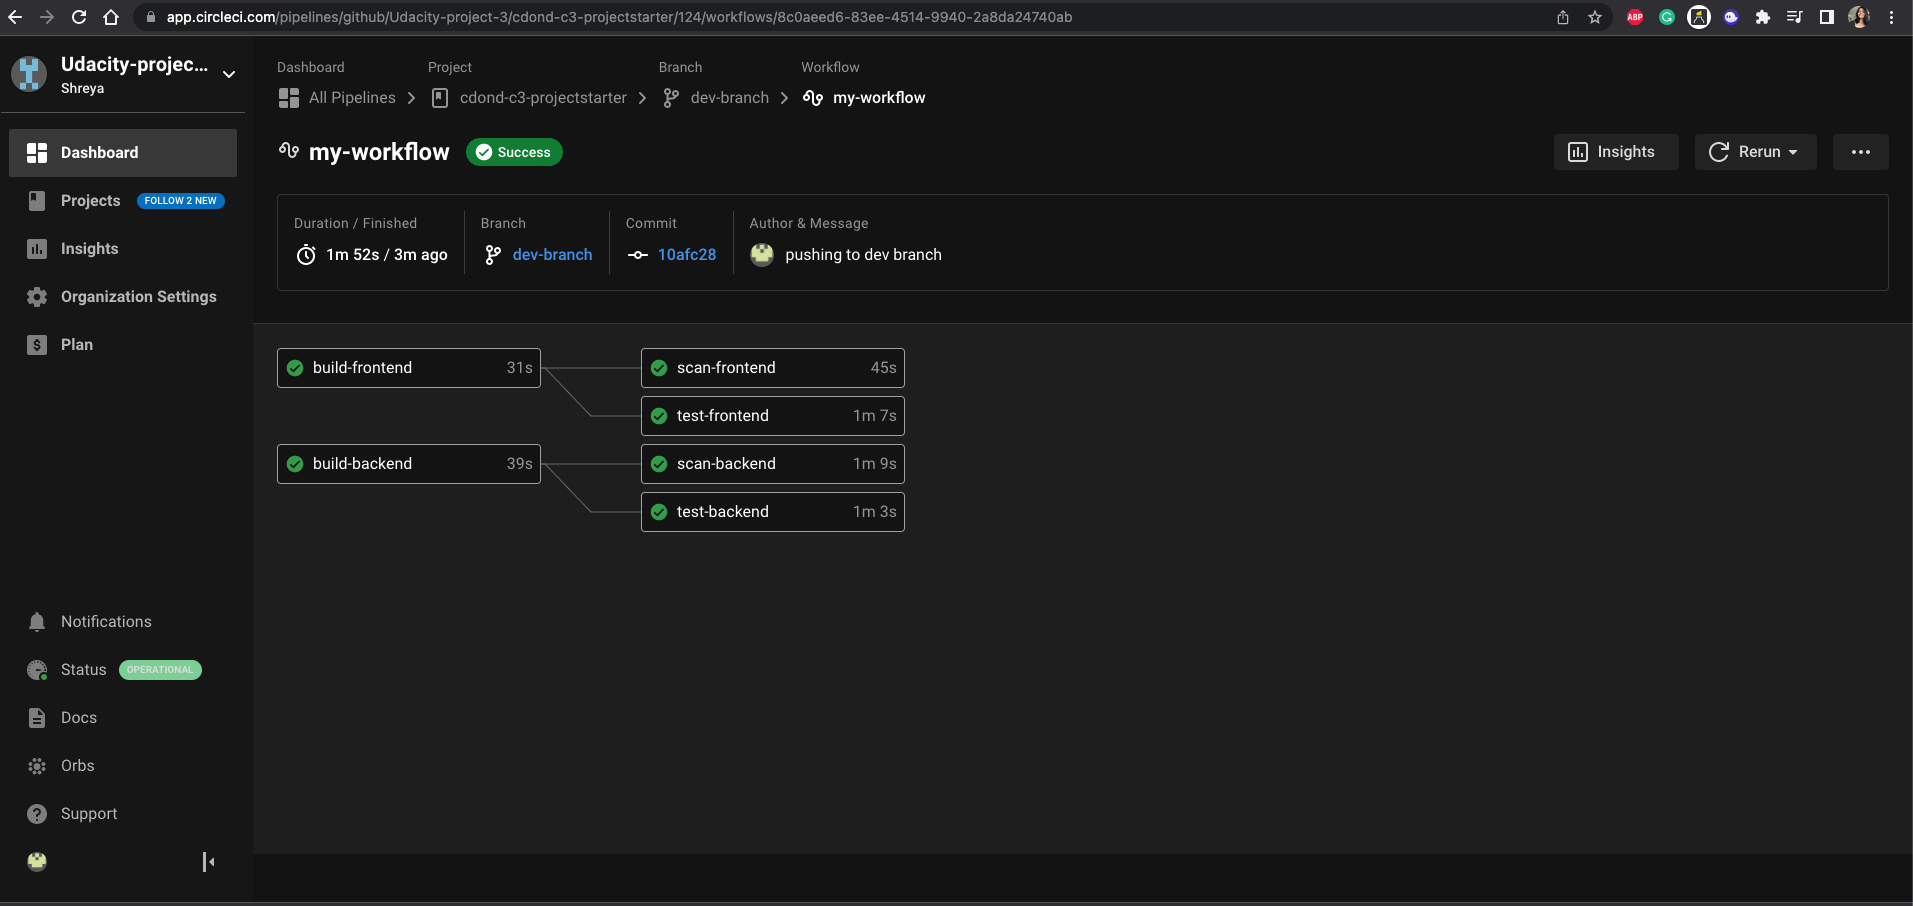 app.circleci.com/pipelines/github/Udacity-project-3/cdond-c3-projectstarter/124/workflows/8c0aeed6-83ee-4514-9940-2a8da24740ab
ABP
Udacity-projec...
Shreya
Dashboard
Projects
FOLLOW 2 NEW
Insights
Organization Settings
Plan
Notifications
Status
OPERATIONAL
Docs
Orbs
Support
Dashboard
Project
Branch
Workflow
All Pipelines
cdond-c3-projectstarter
dev-branch
my-workflow
my-workflow
Success
Insights
Rerun
Duration / Finished
1m 52s / 3m ago
Branch
dev-branch
Commit
10afc28
Author & Message
pushing to dev branch
build-frontend 31s
scan-frontend 45s
test-frontend 1m 7s
build-backend 39s
scan-backend 1m 9s
test-backend 1m 3s